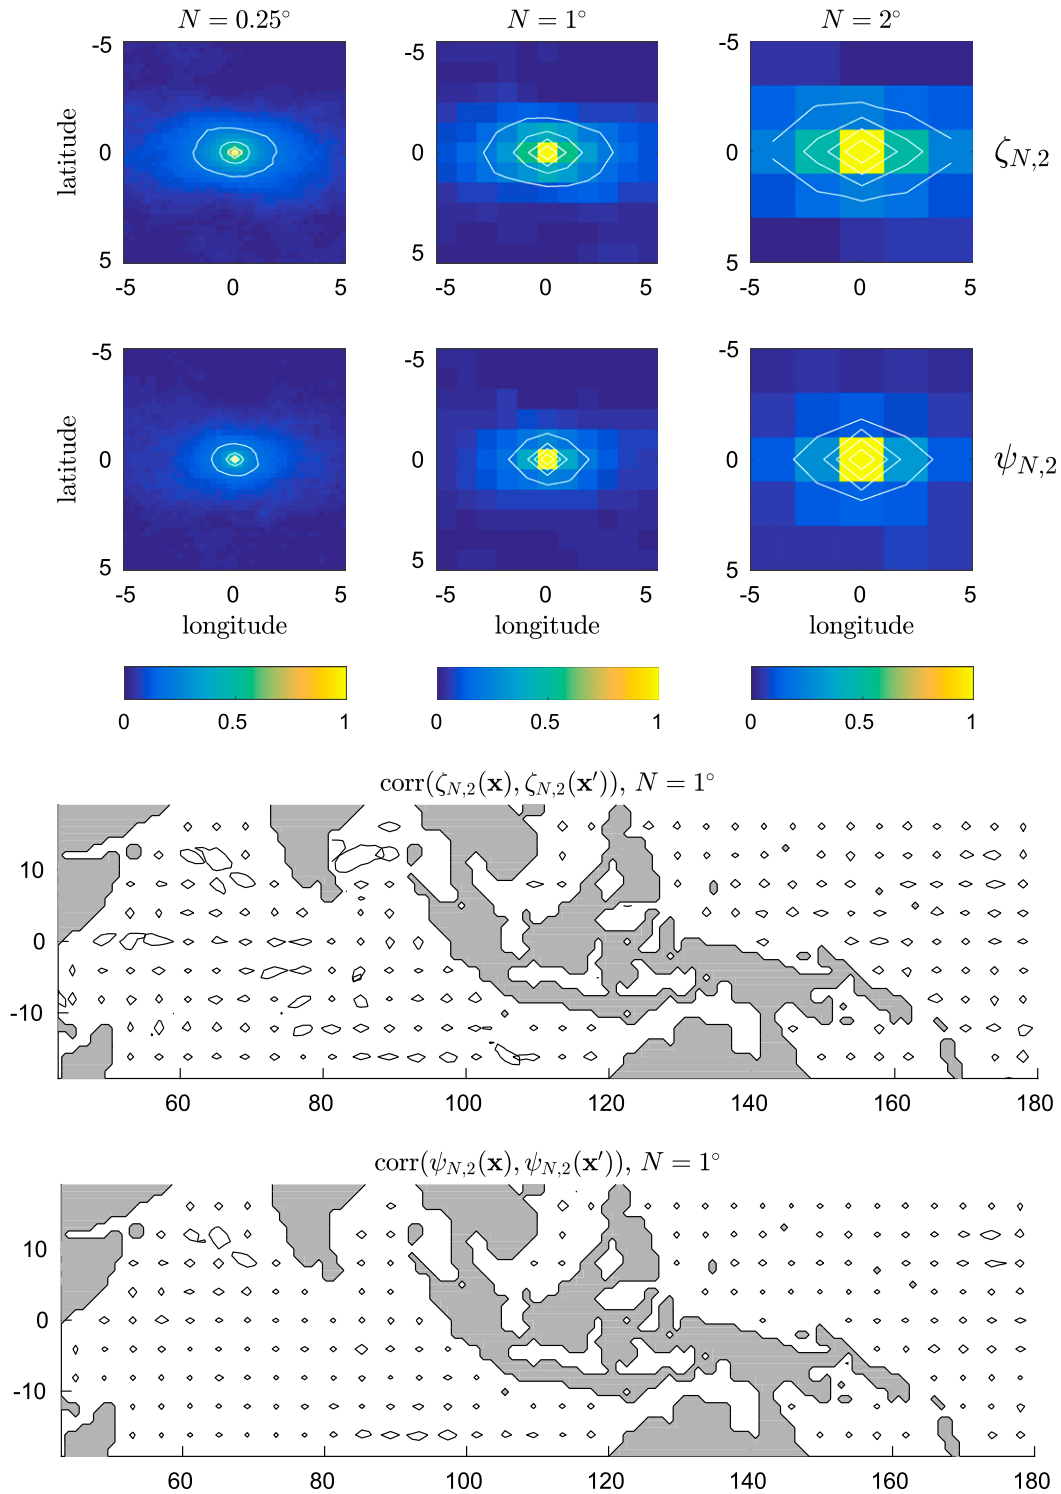 N = 0.25° N = 1° N = 2°
-5 -5 -5
latitude 0 0 0 ζN,2
5 5 5
-5 0 5 -5 0 5 -5 0 5
-5 -5 -5
latitude 0 0 0 ψN,2
5 5 5
-5 0 5 -5 0 5 -5 0 5
longitude longitude longitude
0 0.5 1 0 0.5 1 0 0.5 1
corr(ζN,2(x), ζN,2(x′)), N = 1°
10
0
-10
60 80 100 120 140 160 180
corr(ψN,2(x), ψN,2(x′)), N = 1°
10
0
-10
60 80 100 120 140 160 180